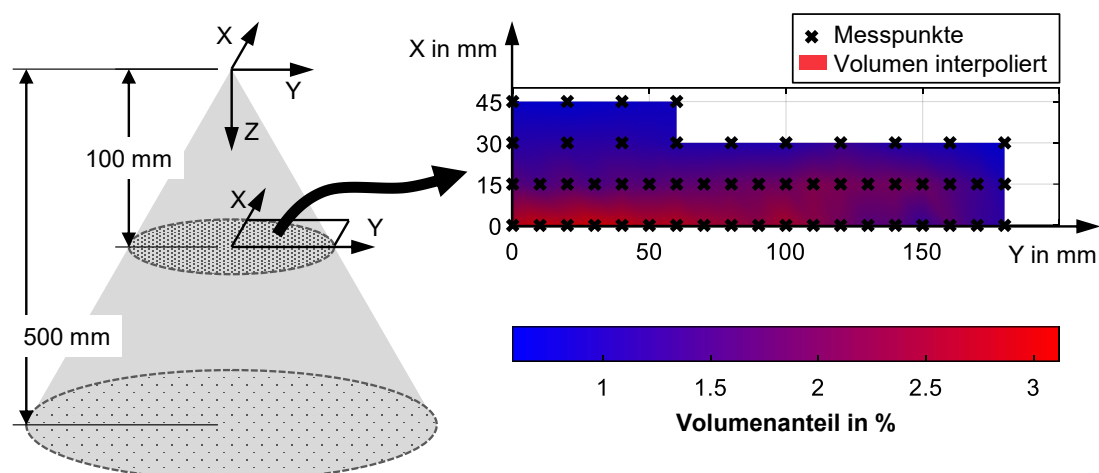 X
Y
Z
100 mm
X
Y
500 mm
X in mm
Messpunkte
Volumen interpoliert
45
30
15
0
0 50 100 150
Y in mm
1 1.5 2 2.5 3
Volumenanteil in %